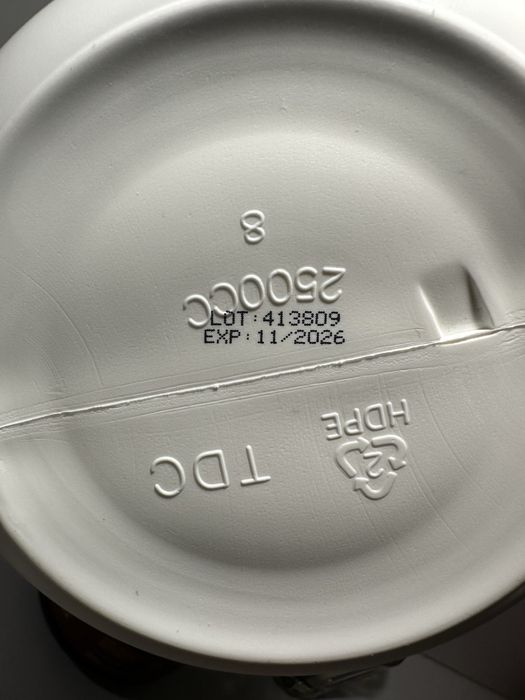 8
2500CC
LOT:413809
EXP:11/2026
HDPE
2
TDC